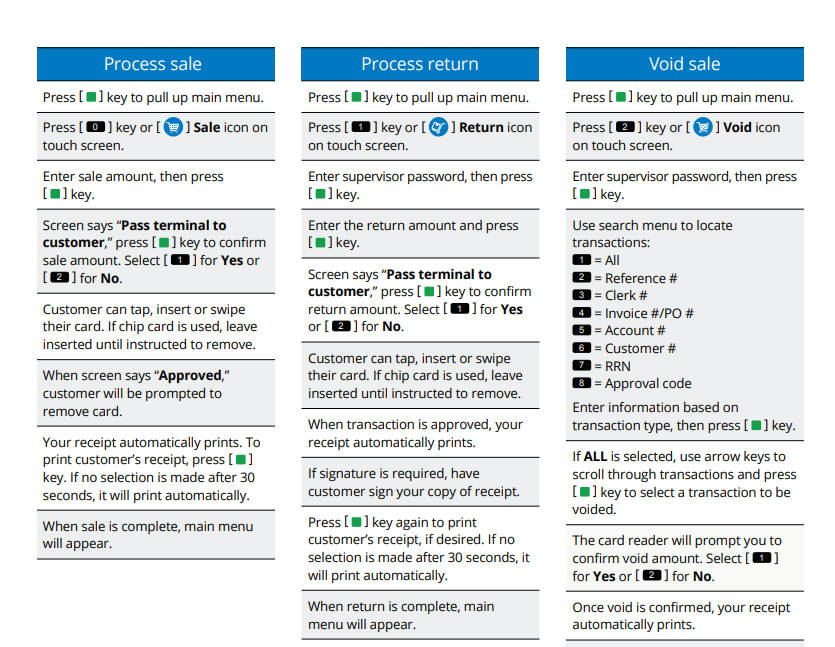 Process sale
Press [ ] key to pull up main menu.
Press [ 0 ] key or [ ] Sale icon on
touch screen.
Enter sale amount, then press
[ ] key.
Screen says “Pass terminal to
customer,” press [ ] key to confirm
sale amount. Select [ 1 ] for Yes or
[ 2 ] for No.
Customer can tap, insert or swipe
their card. If chip card is used, leave
inserted until instructed to remove.
When screen says “Approved,”
customer will be prompted to
remove card.
Your receipt automatically prints. To
print customer’s receipt, press [ ]
key. If no selection is made after 30
seconds, it will print automatically.
When sale is complete, main menu
will appear.
Process return
Press [ ] key to pull up main menu.
Press [ 1 ] key or [ ] Return icon
on touch screen.
Enter supervisor password, then press
[ ] key.
Enter the return amount and press
[ ] key.
Screen says “Pass terminal to
customer,” press [ ] key to confirm
return amount. Select [ 1 ] for Yes
or [ 2 ] for No.
Customer can tap, insert or swipe
their card. If chip card is used, leave
inserted until instructed to remove.
When transaction is approved, your
receipt automatically prints.
If signature is required, have
customer sign your copy of receipt.
Press [ ] key again to print
customer’s receipt, if desired. If no
selection is made after 30 seconds, it
will print automatically.
When return is complete, main
menu will appear.
Void sale
Press [ ] key to pull up main menu.
Press [ 2 ] key or [ ] Void icon
on touch screen.
Enter supervisor password, then press
[ ] key.
Use search menu to locate
transactions:
1 = All
2 = Reference #
3 = Clerk #
4 = Invoice #/PO #
5 = Account #
6 = Customer #
7 = RRN
8 = Approval code
Enter information based on
transaction type, then press [ ] key.
If ALL is selected, use arrow keys to
scroll through transactions and press
[ ] key to select a transaction to be
voided.
The card reader will prompt you to
confirm void amount. Select [ 1 ]
for Yes or [ 2 ] for No.
Once void is confirmed, your receipt
automatically prints.